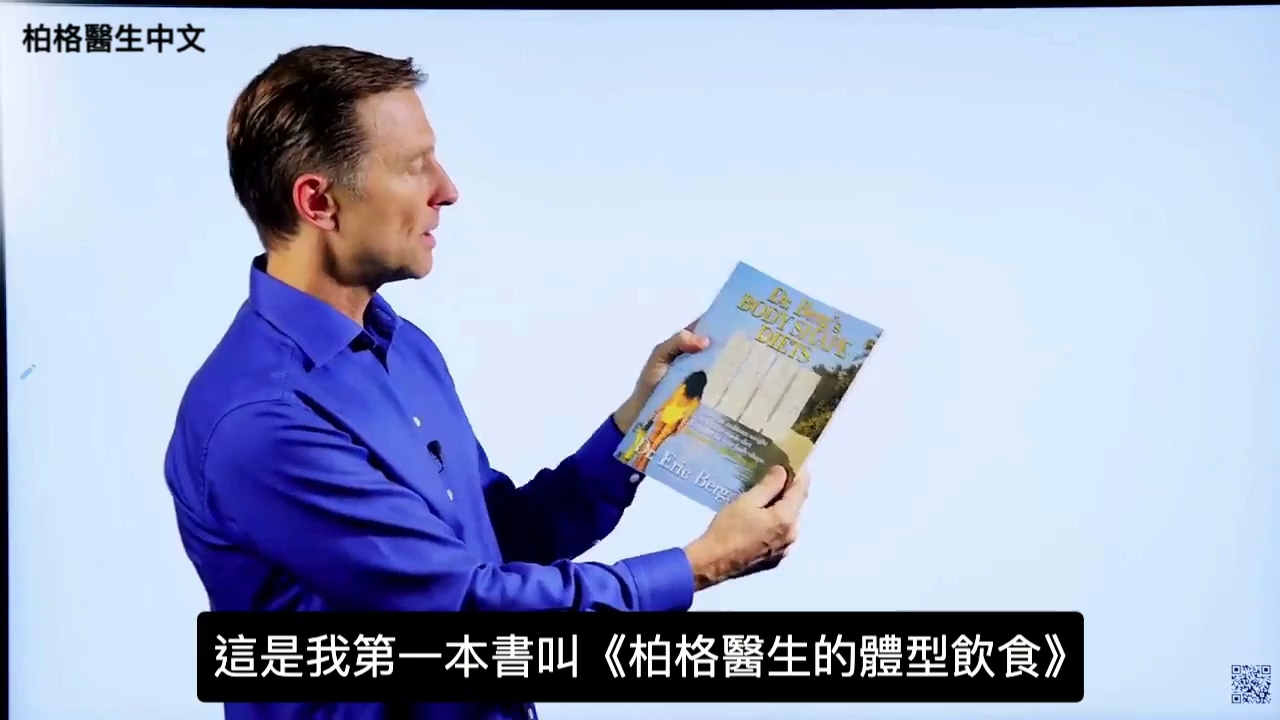 柏格醫生中文
Dr. Berg's
BODY SHAPE
DIETS
Dr. Eric Berg
這是我第一本書叫《柏格醫生的體型飲食》